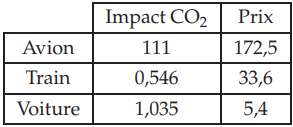 Impact CO₂ Prix
Avion 111 172,5
Train 0,546 33,6
Voiture 1,035 5,4